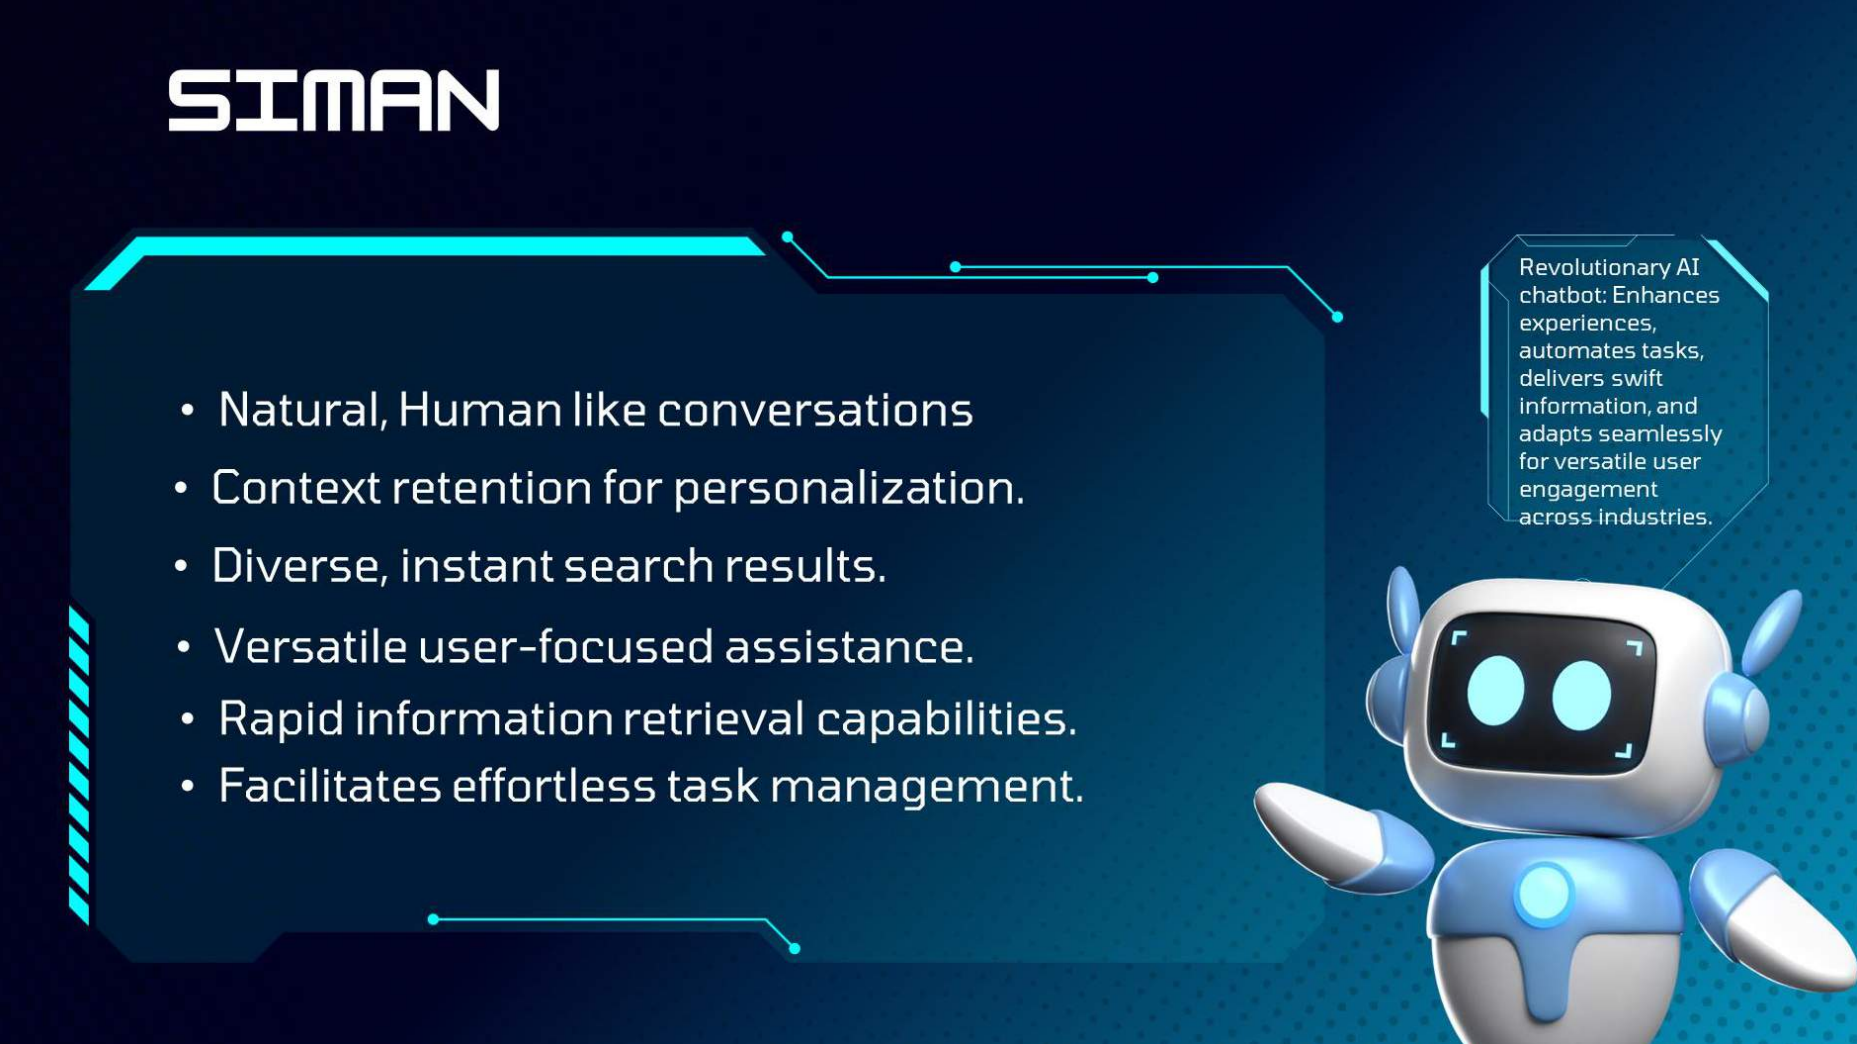 SIMAN
• Natural, Human like conversations
• Context retention for personalization.
• Diverse, instant search results.
• Versatile user-focused assistance.
• Rapid information retrieval capabilities.
• Facilitates effortless task management.
Revolutionary AI
chatbot: Enhances
experiences,
automates tasks,
delivers swift
information, and
adapts seamlessly
for versatile user
engagement
across industries.